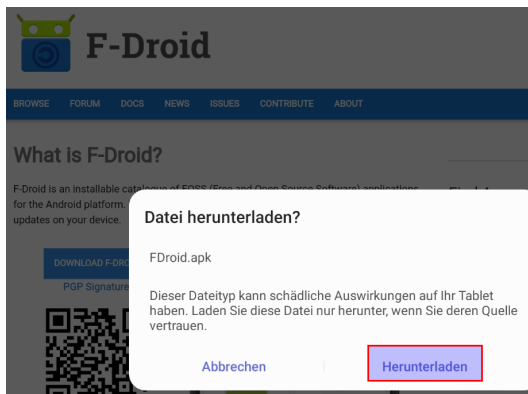 F-Droid
BROWSE FORUM DOCS NEWS ISSUES CONTRIBUTE ABOUT
What is F-Droid?
F-Droid is an installable catalogue of FOSS (Free and Open Source Software) applications
for the Android platform.
updates on your device.
DOWNLOAD F-DRO
PGP Signature
Datei herunterladen?
FDroid.apk
Dieser Dateityp kann schädliche Auswirkungen auf Ihr Tablet
haben. Laden Sie diese Datei nur herunter, wenn Sie deren Quelle
vertrauen.
Abbrechen Herunterladen